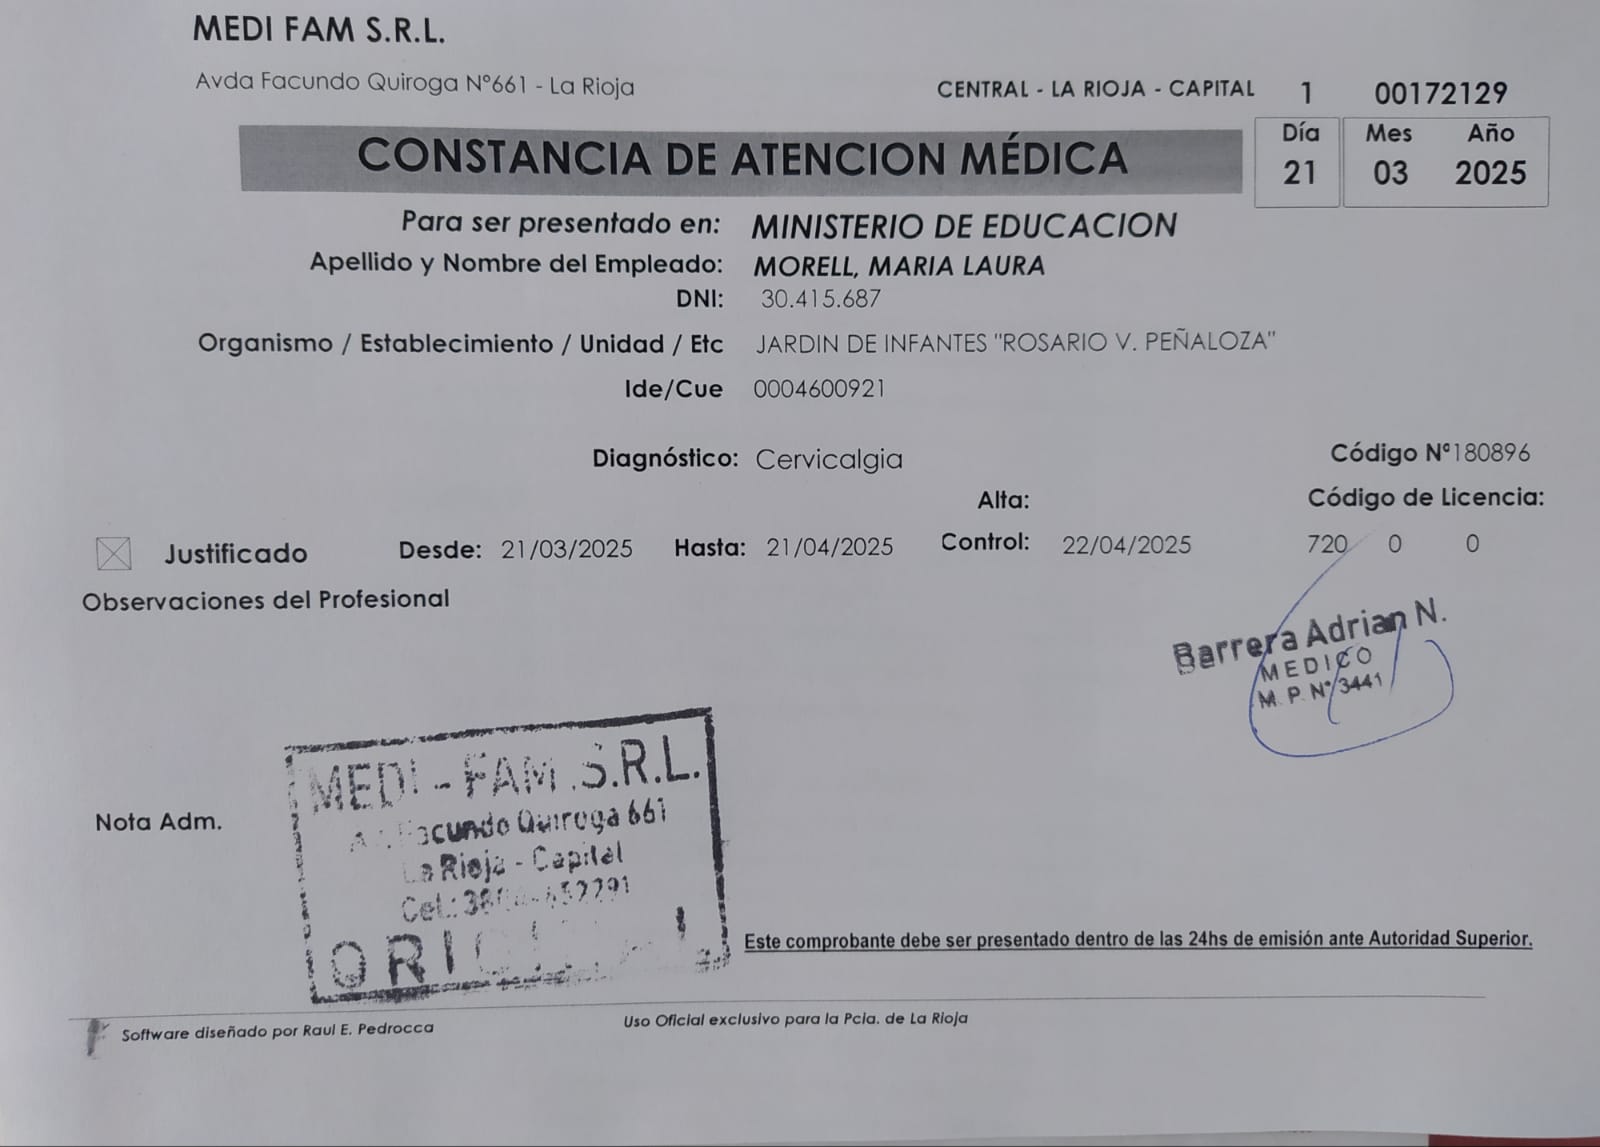 MEDI FAM S.R.L.
Avda Facundo Quiroga Nº661 - La Rioja
CENTRAL - LA RIOJA - CAPITAL 1 00172129
CONSTANCIA DE ATENCION MÉDICA
Día Mes Año
21 03 2025
Para ser presentado en: MINISTERIO DE EDUCACION
Apellido y Nombre del Empleado: MORELL, MARIA LAURA
DNI: 30.415.687
Organismo / Establecimiento / Unidad / Etc JARDIN DE INFANTES "ROSARIO V. PEÑALOZA"
Ide/Cue 0004600921
Diagnóstico: Cervicalgia
Código Nº180896
Alta:
Código de Licencia:
Justificado Desde: 21/03/2025 Hasta: 21/04/2025 Control: 22/04/2025 720 0 0
Observaciones del Profesional
Barrera Adrian N.
MEDICO
M. P. Nº 3441
MEDI - FAM S.R.L.
Facundo Quiroga 661
La Rioja - Capital
Cel.:
Nota Adm.
Este comprobante debe ser presentado dentro de las 24hs de emisión ante Autoridad Superior.
Software diseñado por Raul E. Pedrocca
Uso Oficial exclusivo para la Pcia. de La Rioja